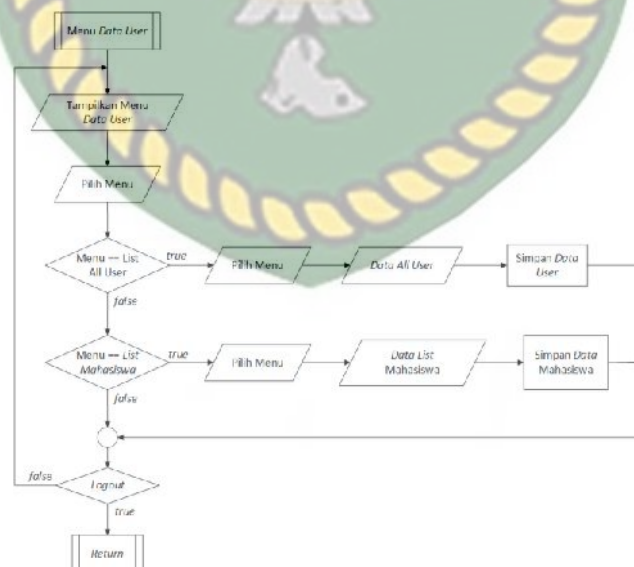 Menu Data User
Tampilkan Menu
Data User
Pilih Menu
Menu == List
All User
true
Pilih Menu
Data All User
Simpan Data
User
false
Menu == List
Mahasiswa
true
Pilih Menu
Data List
Mahasiswa
Simpan Data
Mahasiswa
false
false
Logout
true
Return